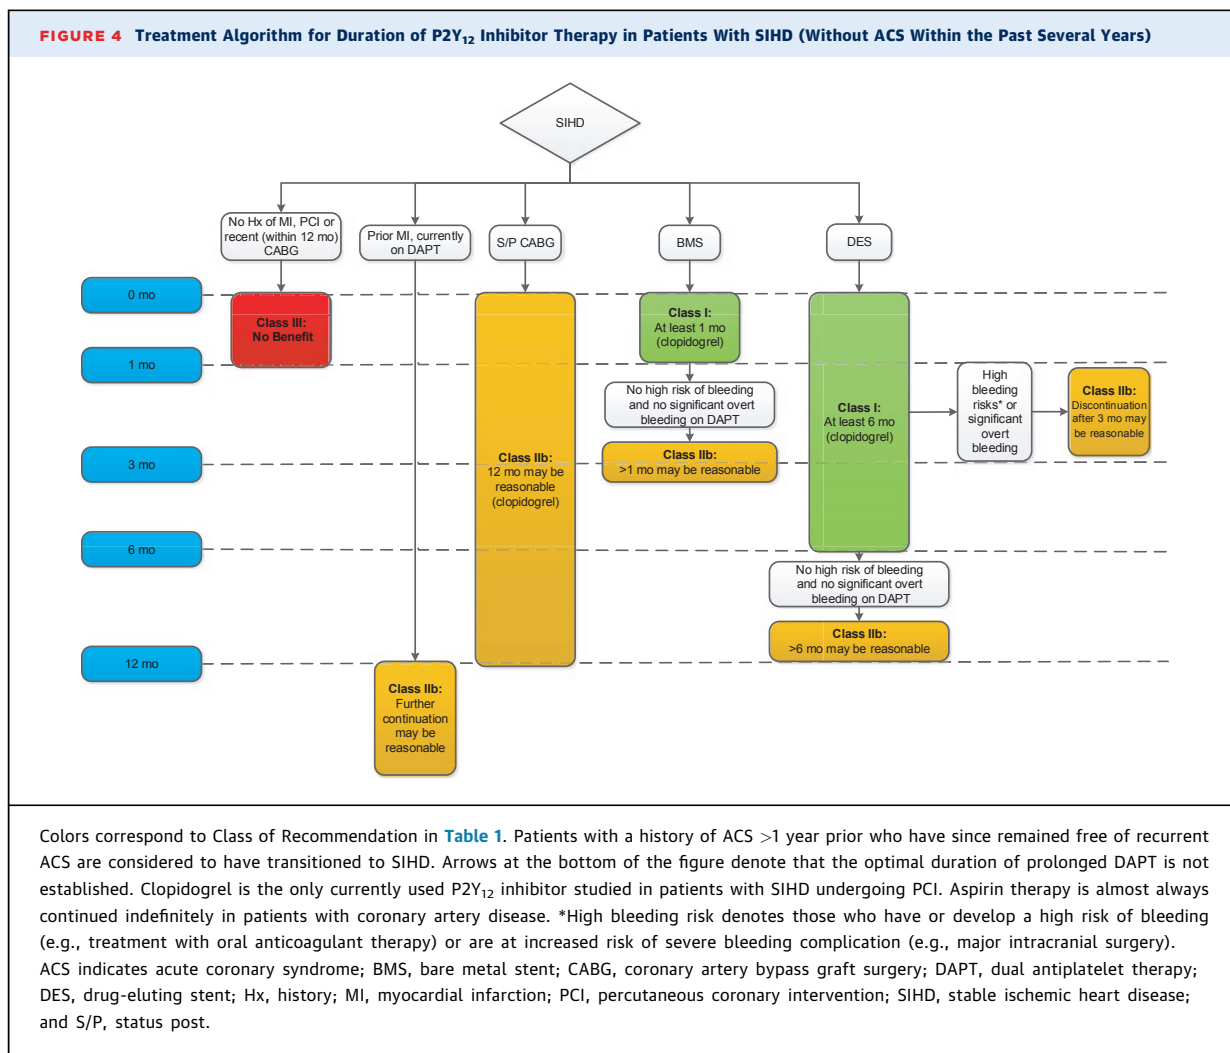 FIGURE 4 Treatment Algorithm for Duration of P2Y12 Inhibitor Therapy in Patients With SIHD (Without ACS Within the Past Several Years)
SIHD
No Hx of MI, PCI or
recent (within 12 mo)
CABG
Prior MI, currently
on DAPT
S/P CABG
BMS
DES
0 mo
1 mo
3 mo
6 mo
12 mo
Class III:
No Benefit
Class IIb:
Further
continuation
may be
reasonable
Class IIb:
12 mo may be
reasonable
(clopidogrel)
Class I:
At least 1 mo
(clopidogrel)
No high risk of bleeding
and no significant overt
bleeding on DAPT
Class IIb:
>1 mo may be reasonable
Class I:
At least 6 mo
(clopidogrel)
High
bleeding
risks* or
significant
overt
bleeding
Class IIb:
Discontinuation
after 3 mo may
be reasonable
No high risk of bleeding
and no significant overt
bleeding on DAPT
Class IIb:
>6 mo may be reasonable
Colors correspond to Class of Recommendation in Table 1. Patients with a history of ACS >1 year prior who have since remained free of recurrent
ACS are considered to have transitioned to SIHD. Arrows at the bottom of the figure denote that the optimal duration of prolonged DAPT is not
established. Clopidogrel is the only currently used P2Y12 inhibitor studied in patients with SIHD undergoing PCI. Aspirin therapy is almost always
continued indefinitely in patients with coronary artery disease. *High bleeding risk denotes those who have or develop a high risk of bleeding
(e.g., treatment with oral anticoagulant therapy) or are at increased risk of severe bleeding complication (e.g., major intracranial surgery).
ACS indicates acute coronary syndrome; BMS, bare metal stent; CABG, coronary artery bypass graft surgery; DAPT, dual antiplatelet therapy;
DES, drug-eluting stent; Hx, history; MI, myocardial infarction; PCI, percutaneous coronary intervention; SIHD, stable ischemic heart disease;
and S/P, status post.